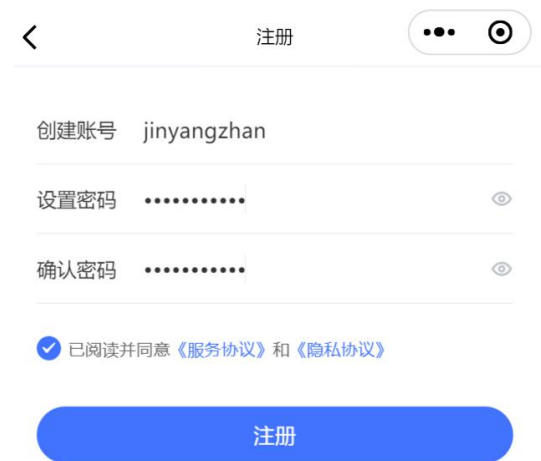 注册
创建账号 jinyangzhan
设置密码 •••••••••••
确认密码 •••••••••••
已阅读并同意《服务协议》和《隐私协议》
注册